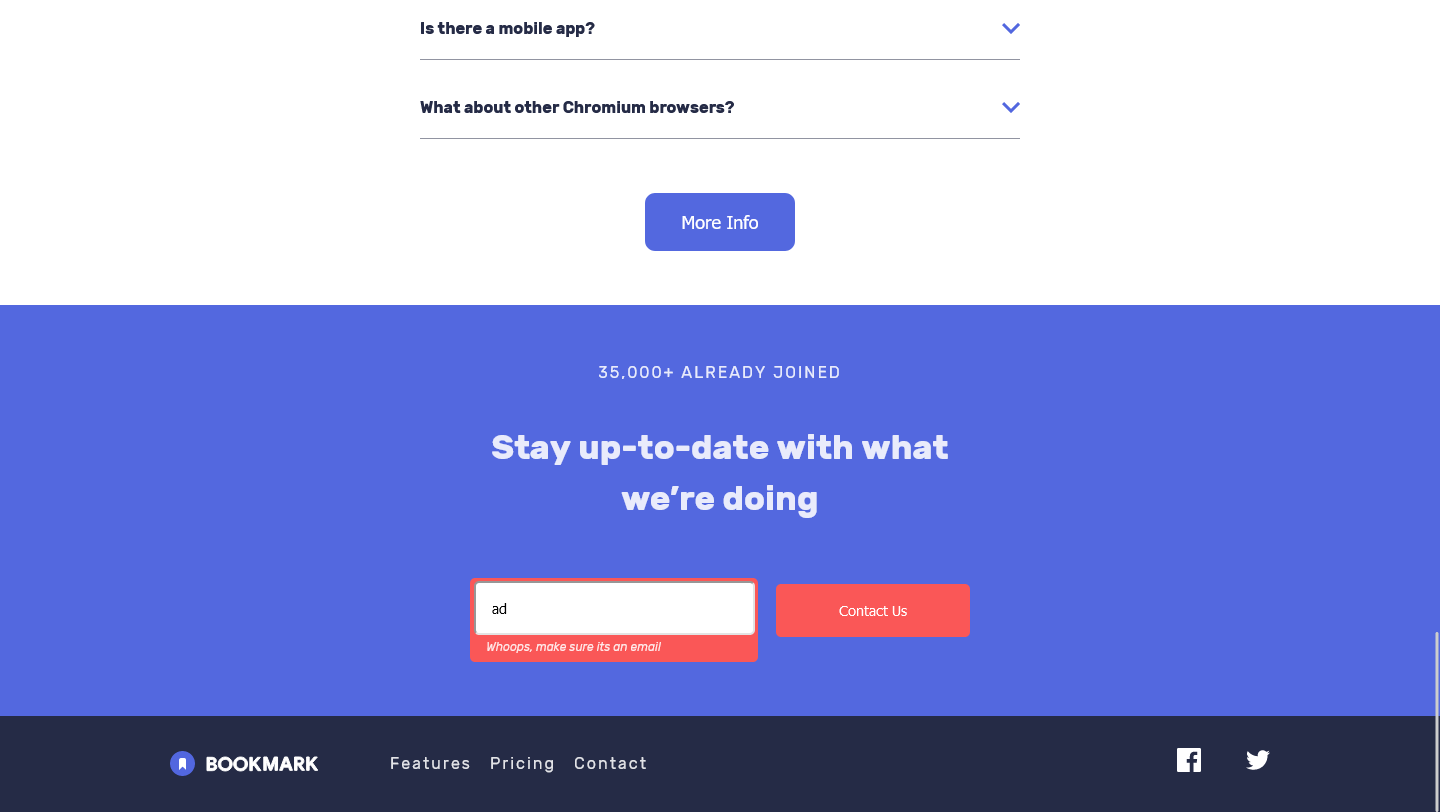 Is there a mobile app?
What about other Chromium browsers?
More Info
35,000+ ALREADY JOINED
Stay up-to-date with what
we’re doing
ad
Contact Us
Whoops, make sure its an email
BOOKMARK
Features Pricing Contact